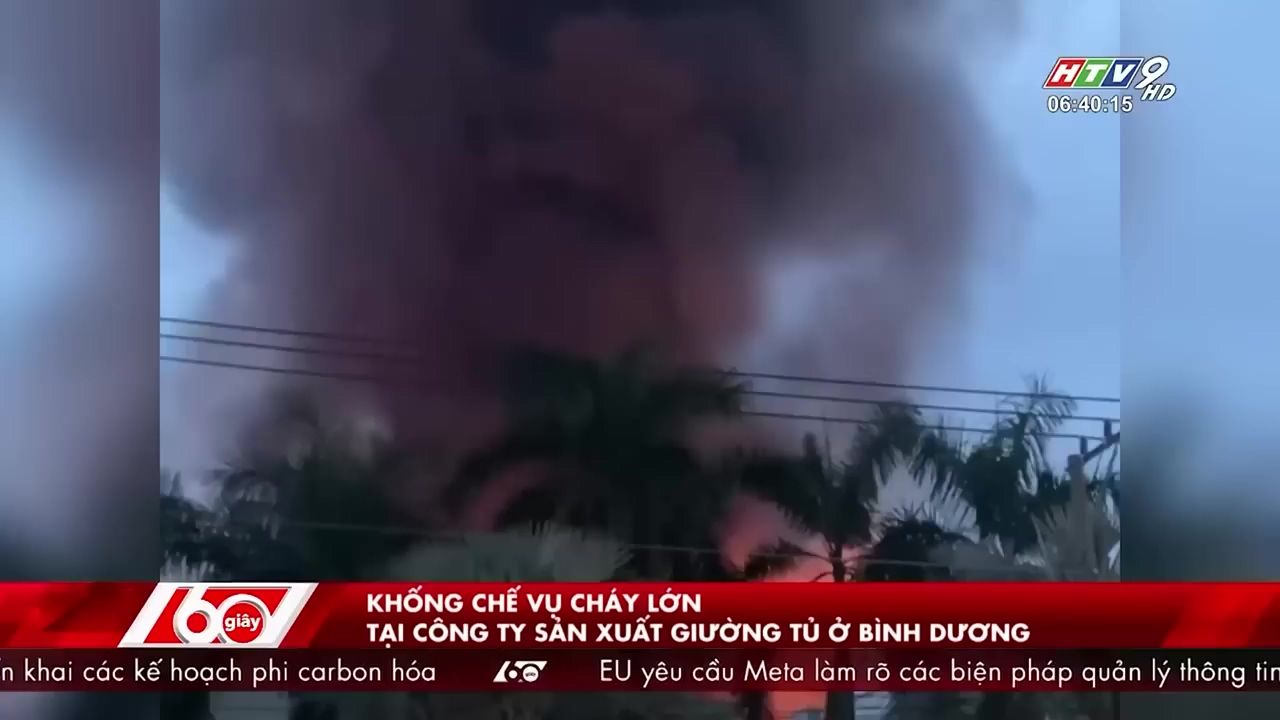 HTV9
HD
06:40:15
60 giây
KHỐNG CHẾ VỤ CHÁY LỚN
TẠI CÔNG TY SẢN XUẤT GIƯỜNG TỦ Ở BÌNH DƯƠNG
khai các kế hoạch phi carbon hóa 60 giây EU yêu cầu Meta làm rõ các biện pháp quản lý thông